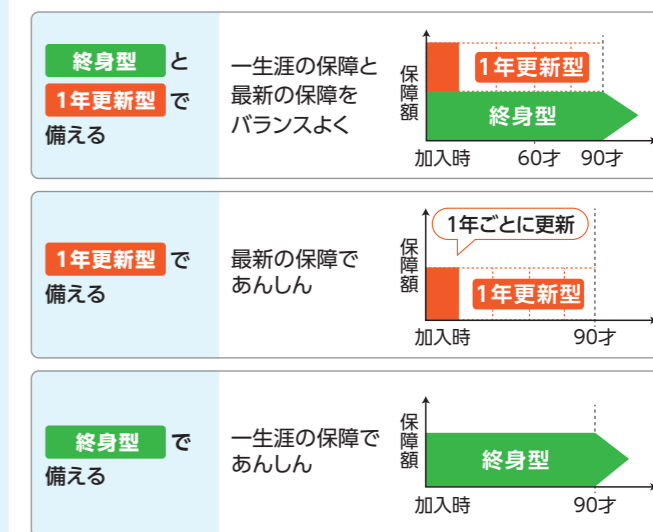 終身型 と
1年更新型 で
備える
一生涯の保障と
最新の保障を
バランスよく
保障額
1年更新型
終身型
加入時 60才 90才
1年更新型 で
備える
最新の保障で
あんしん
保障額
1年ごとに更新
1年更新型
加入時 90才
終身型 で
備える
一生涯の保障で
あんしん
保障額
終身型
加入時 90才